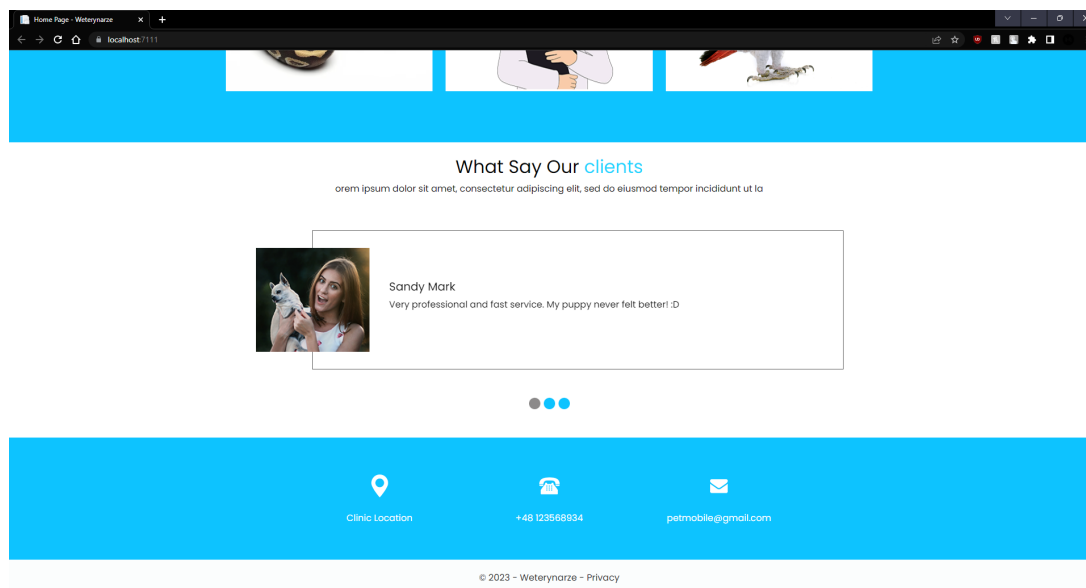 Home Page - Weterynarze
localhost:7111
What Say Our clients
orem ipsum dolor sit amet, consectetur adipiscing elit, sed do eiusmod tempor incididunt ut la
Sandy Mark
Very professional and fast service. My puppy never felt better! :D
Clinic Location
+48 123568934
petmobile@gmail.com
© 2023 - Weterynarze - Privacy